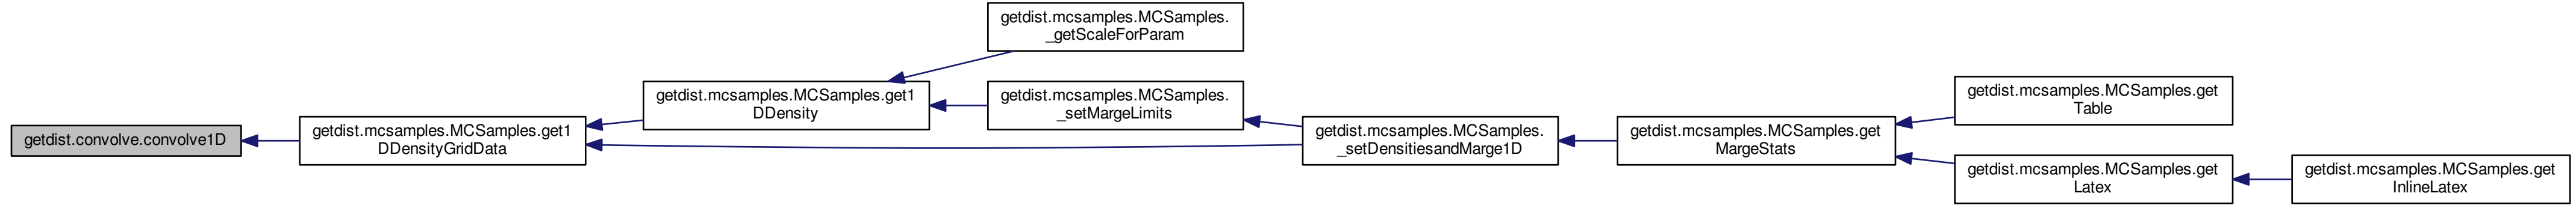 getdist.convolve.convolve1D
getdist.mcsamples.MCSamples.get1
DDensityGridData
getdist.mcsamples.MCSamples.get1
DDensity
getdist.mcsamples.MCSamples.
_getScaleForParam
getdist.mcsamples.MCSamples.
_setMargeLimits
getdist.mcsamples.MCSamples.
_setDensitiesandMarge1D
getdist.mcsamples.MCSamples.get
MargeStats
getdist.mcsamples.MCSamples.get
Table
getdist.mcsamples.MCSamples.get
Latex
getdist.mcsamples.MCSamples.get
InlineLatex